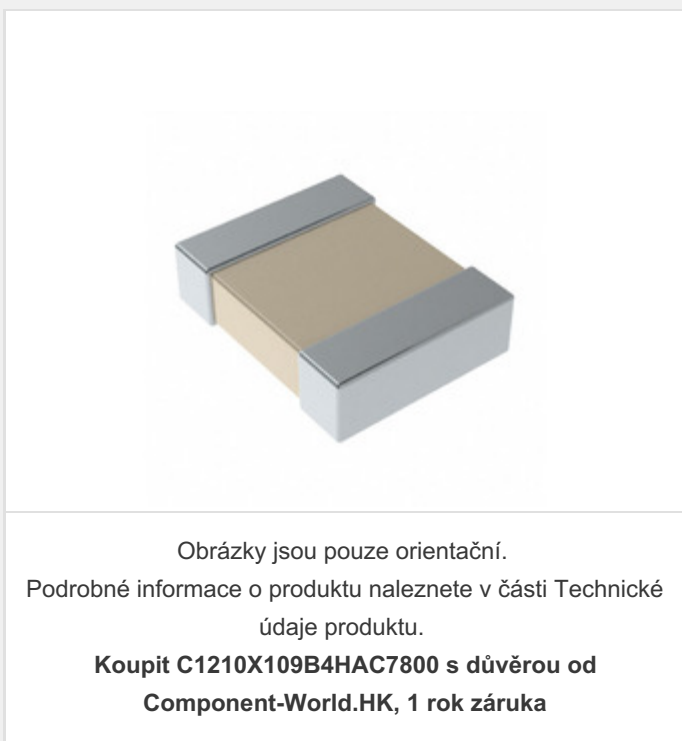 Obrázky jsou pouze orientační.
Podrobné informace o produktu naleznete v části Technické
údaje produktu.
Koupit C1210X109B4HAC7800 s důvěrou od
Component-World.HK, 1 rok záruka